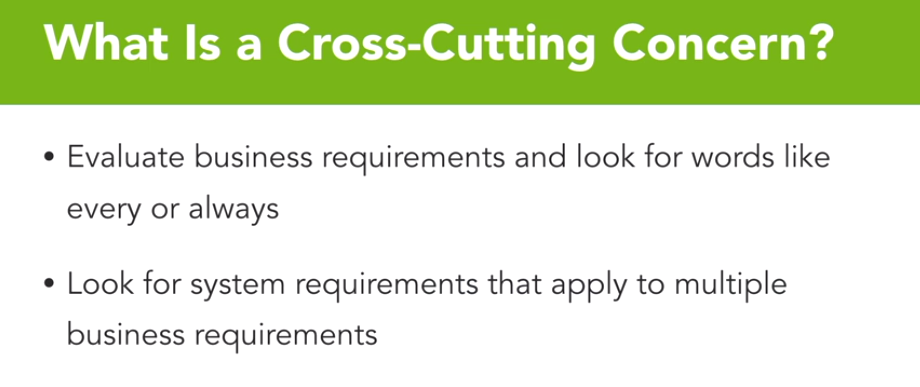 What Is a Cross-Cutting Concern?
• Evaluate business requirements and look for words like
every or always
• Look for system requirements that apply to multiple
business requirements